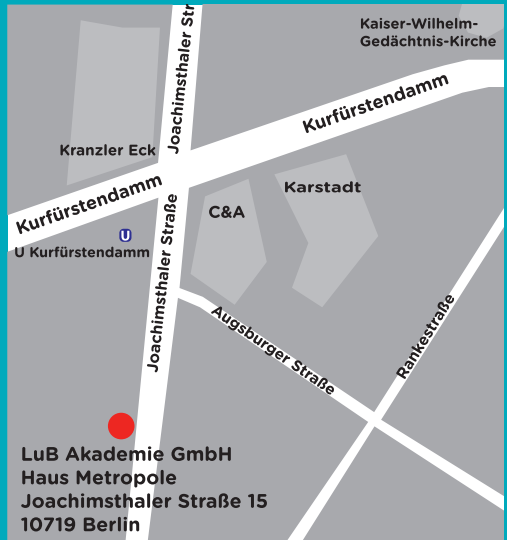 Kaiser-Wilhelm-
Gedächtnis-Kirche
Joachimsthaler Str
Kurfürstendamm
Kranzler Eck
Karstadt
Kurfürstendamm
C&A
U
U Kurfürstendamm
Joachimsthaler Straße
Augsburger Straße
Rankestraße
LuB Akademie GmbH
Haus Metropole
Joachimsthaler Straße 15
10719 Berlin